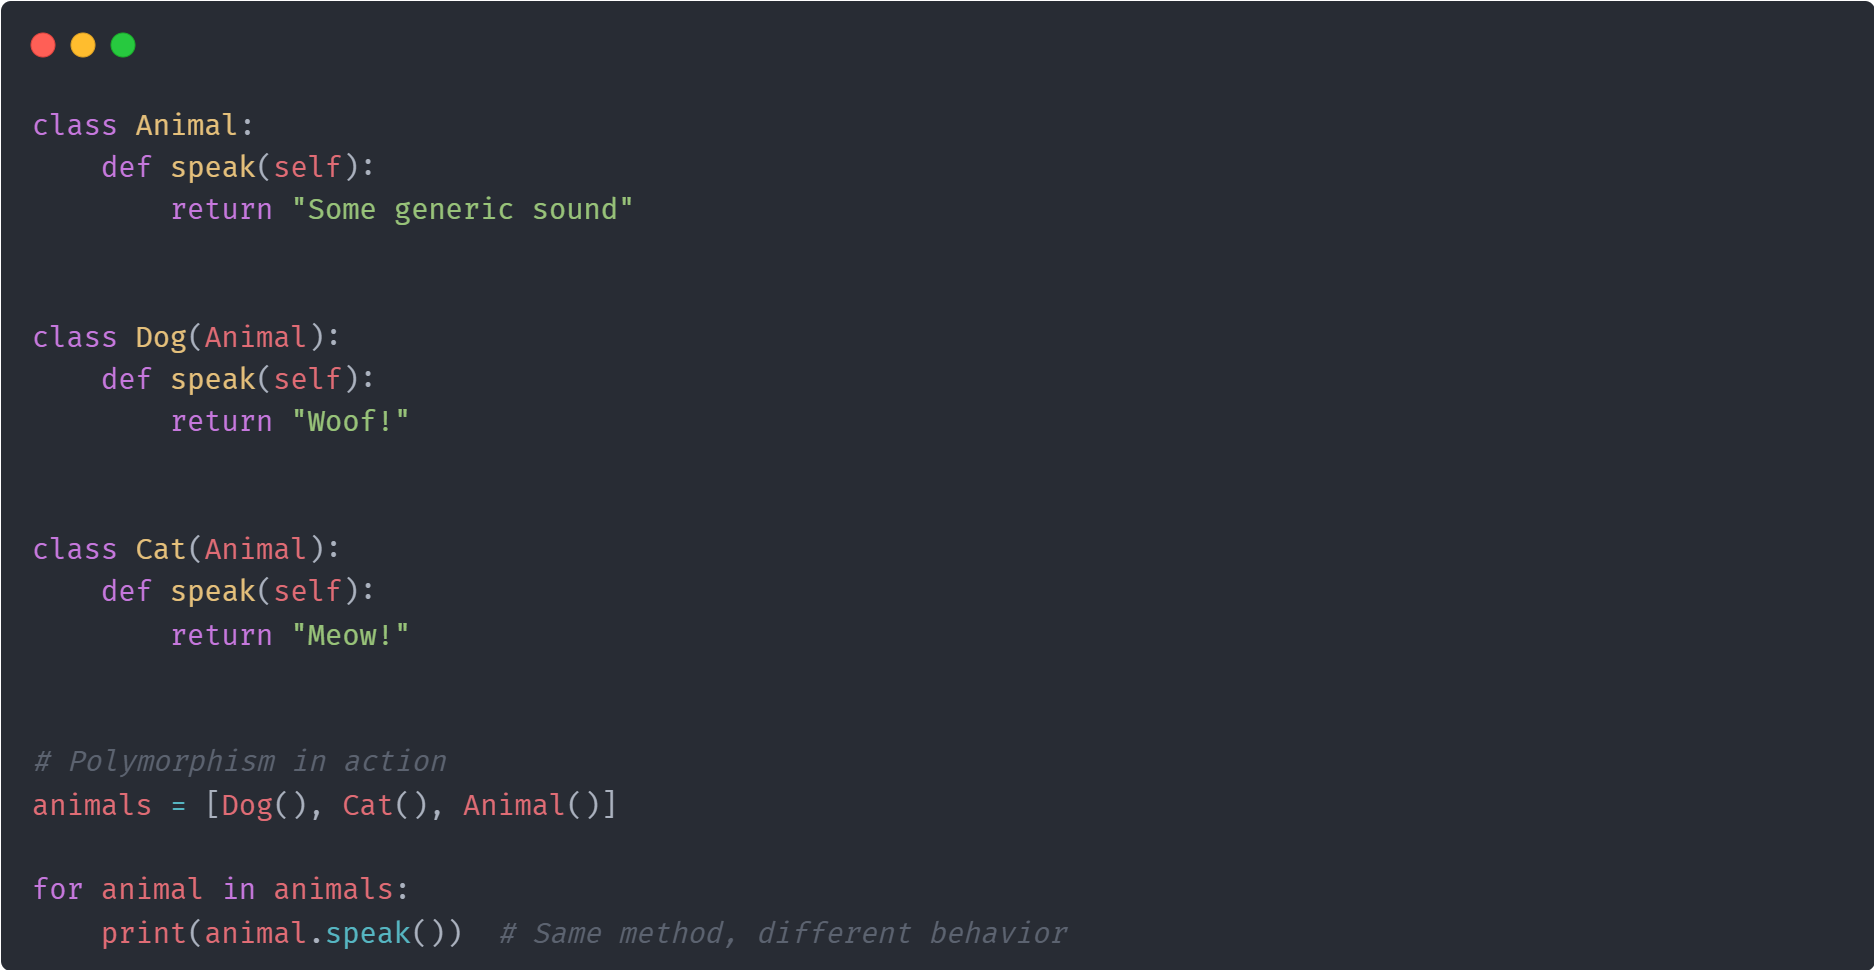 class Animal:
    def speak(self):
        return "Some generic sound"
class Dog(Animal):
    def speak(self):
        return "Woof!"
class Cat(Animal):
    def speak(self):
        return "Meow!"
# Polymorphism in action
animals = [Dog(), Cat(), Animal()]
for animal in animals:
    print(animal.speak())  # Same method, different behavior